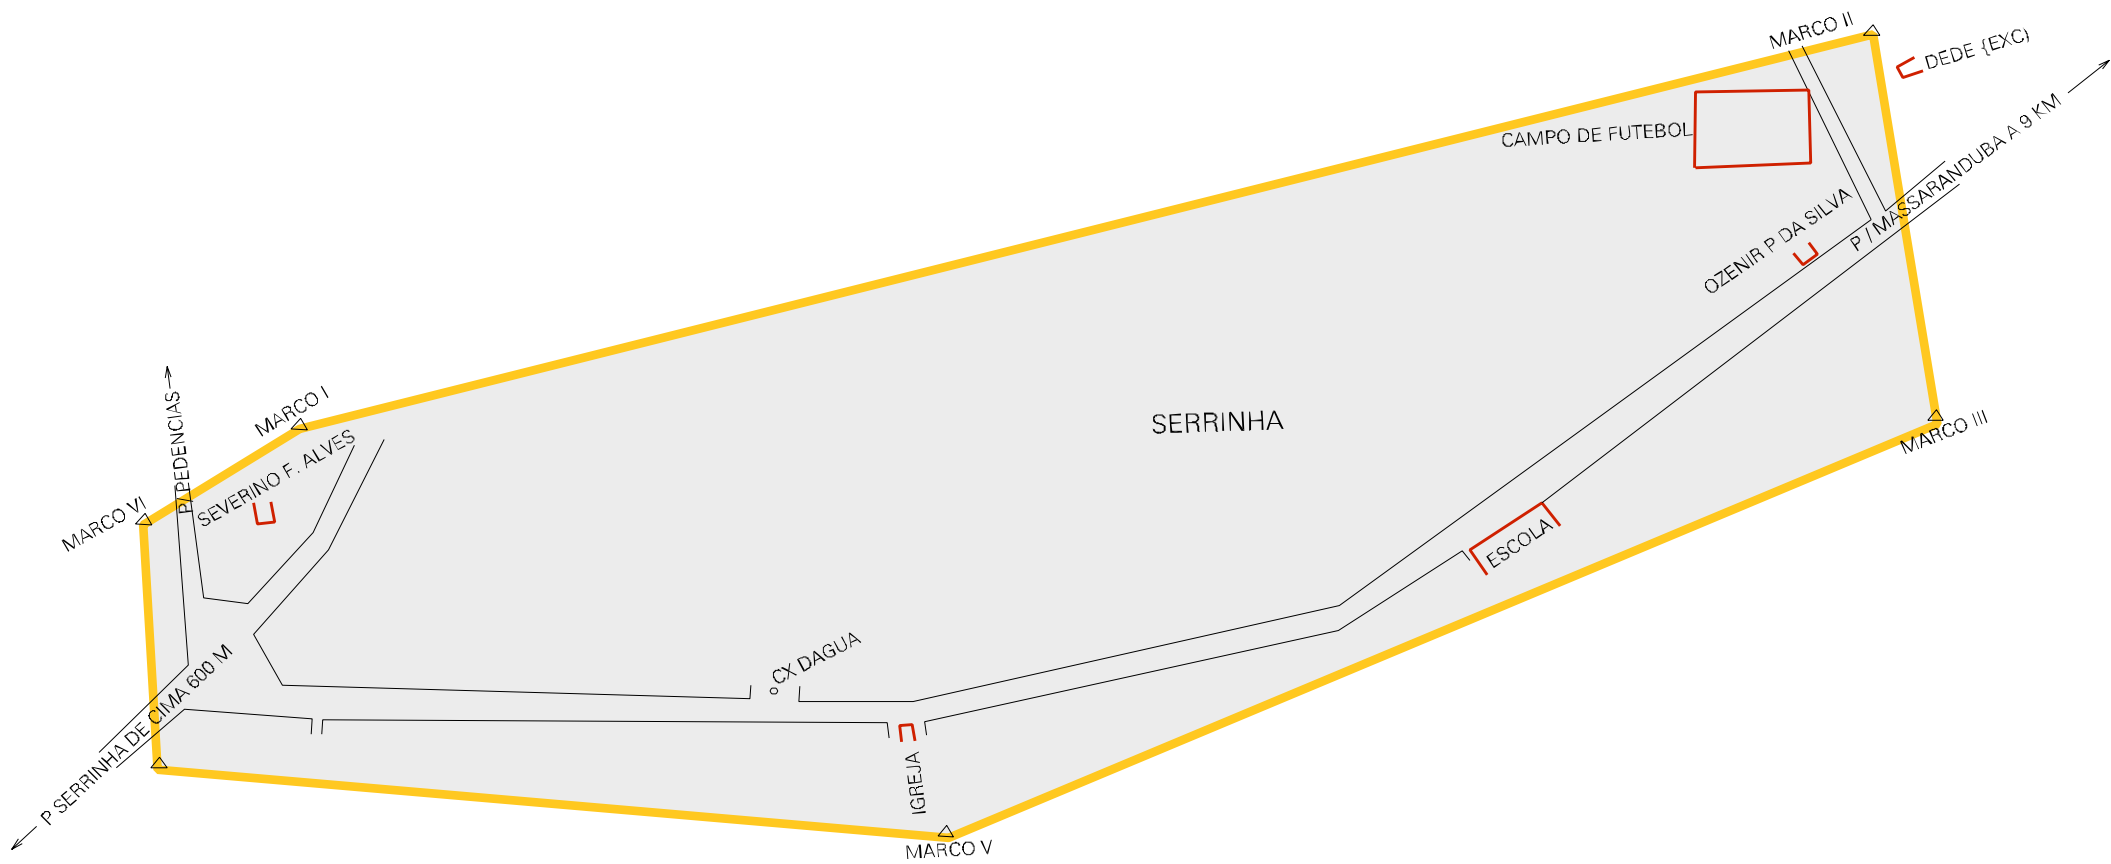 MARCO II
DEDE {EXC)
CAMPO DE FUTEBOL
P / MASSARANDUBA A 9 KM
OZENIR P DA SILVA
MARCO I
P/ PEDENCIAS
SEVERINO F. ALVES
SERRINHA
MARCO III
MARCO VI
ESCOLA
CX DAGUA
P SERRINHA DE CIMA 600 M
IGREJA
MARCO V